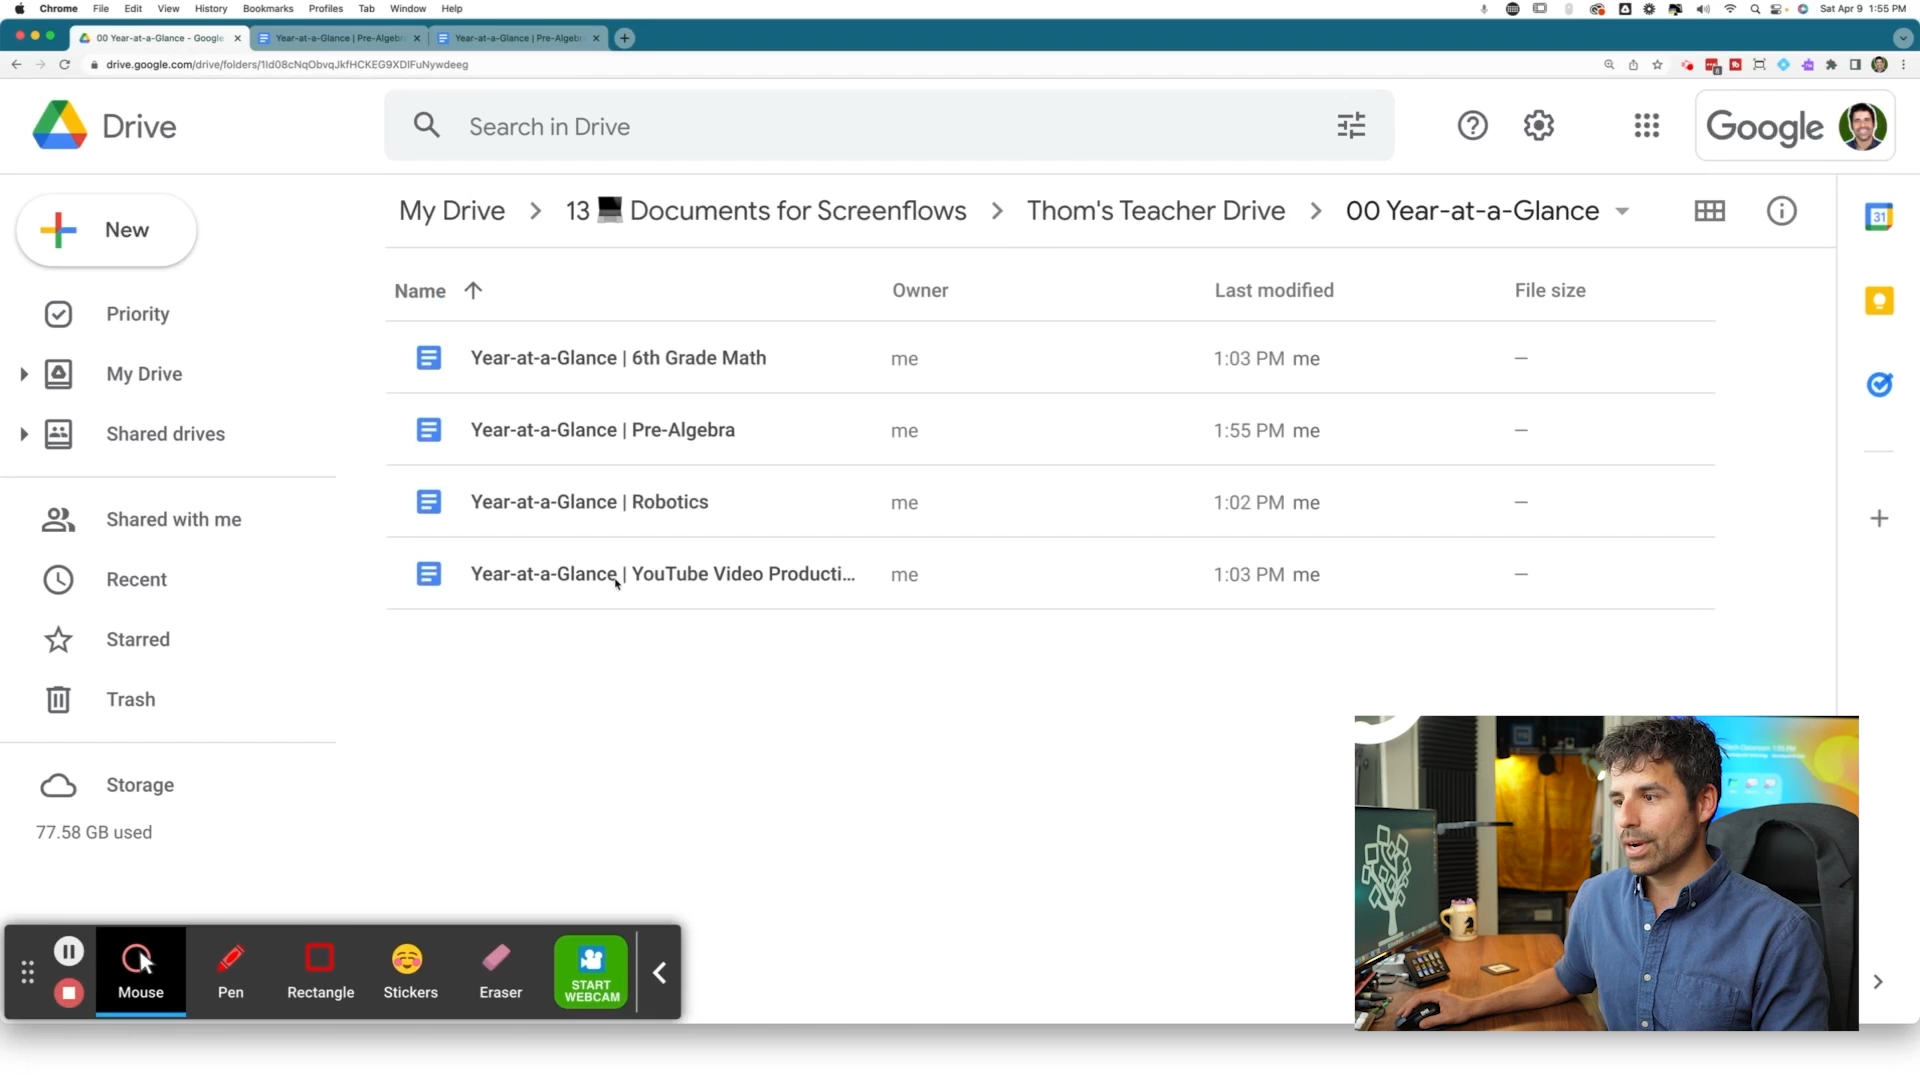 Chrome File Edit View History Bookmarks Profiles Tab Window Help Sat Apr 9 1:55 PM
00 Year-at-a-Glance - Google Year-at-a-Glance | Pre-Algebr Year-at-a-Glance | Pre-Algebr
drive.google.com/drive/folders/1ld08cNqObvqJkfHCKEG9XDlFuNywdeeg
Drive Search in Drive Google
New
My Drive > 13 Documents for Screenflows > Thom's Teacher Drive > 00 Year-at-a-Glance
31
Name Owner Last modified File size
Priority
Year-at-a-Glance | 6th Grade Math me 1:03 PM me –
My Drive
Year-at-a-Glance | Pre-Algebra me 1:55 PM me –
Shared drives
Year-at-a-Glance | Robotics me 1:02 PM me –
Shared with me
Year-at-a-Glance | YouTube Video Producti... me 1:03 PM me –
Recent
Starred
Trash
Storage
77.58 GB used
Mouse Pen Rectangle Stickers Eraser START WEBCAM